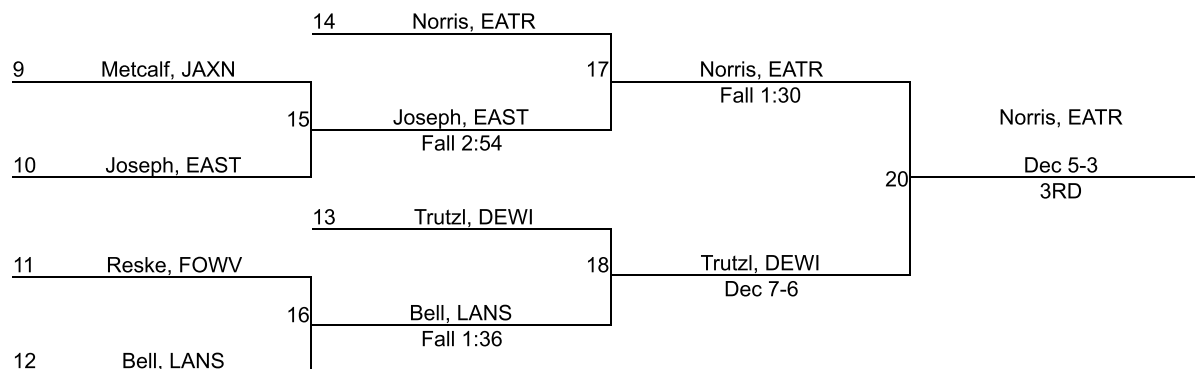 14 Norris, EATR
9 Metcalf, JAXN
17 Norris, EATR
Fall 1:30
15 Joseph, EAST
Fall 2:54
Norris, EATR
10 Joseph, EAST
Dec 5-3
20
3RD
13 Trutzl, DEWI
11 Reske, FOWV
18 Trutzl, DEWI
Dec 7-6
16 Bell, LANS
Fall 1:36
12 Bell, LANS